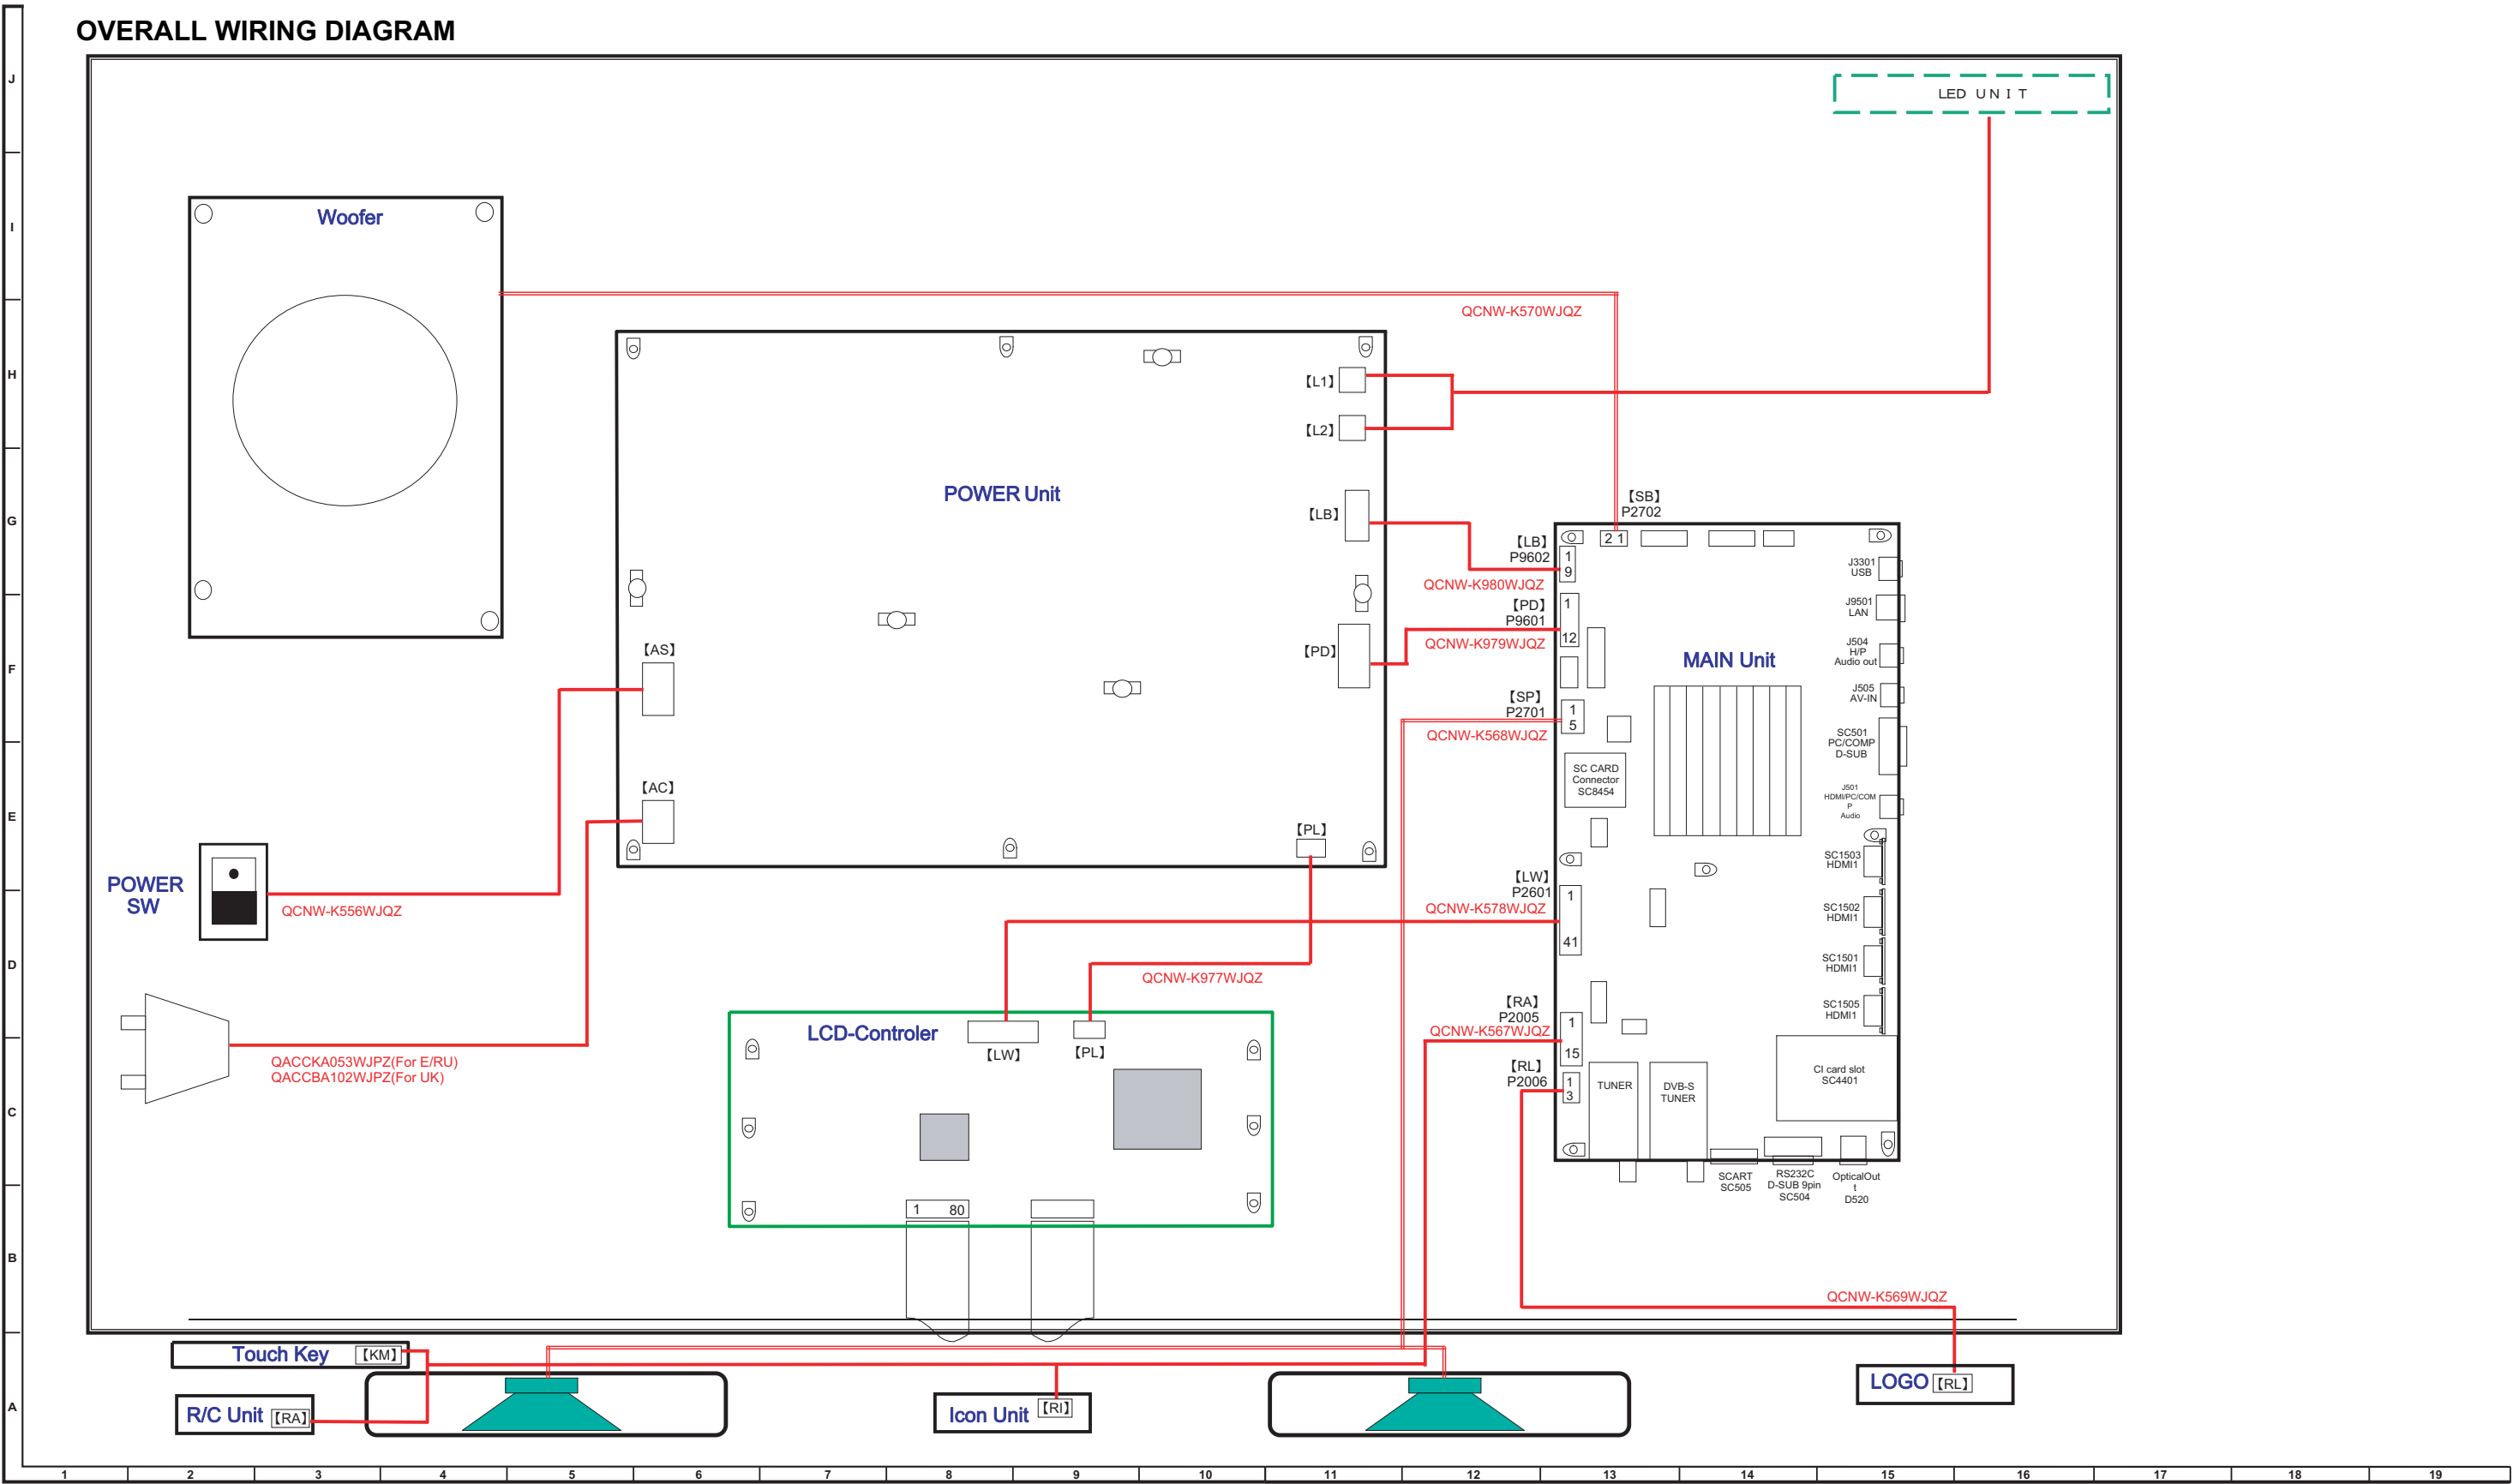 OVERALL WIRING DIAGRAM
J
I
H
G
F
E
D
C
B
A
LED UNIT
Woofer
QCNW-K570WJQZ
【L1】
【L2】
POWER Unit
【LB】
【SB】
P2702
2 1
【LB】
P9602
1
9
QCNW-K980WJQZ
【PD】
P9601
1
12
QCNW-K979WJQZ
【PD】
【AS】
【AC】
【PL】
【SP】
P2701
1
5
QCNW-K568WJQZ
MAIN Unit
J3301
USB
J9501
LAN
J504
H/P
Audio out
J505
AV-IN
SC501
PC/COMP
D-SUB
J501
HDMI/PC/COM
P
Audio
SC CARD
Connector
SC8454
SC1503
HDMI1
SC1502
HDMI1
SC1501
HDMI1
SC1505
HDMI1
【LW】
P2601
1
41
QCNW-K578WJQZ
POWER
SW
QCNW-K556WJQZ
QCNW-K977WJQZ
【RA】
P2005
1
15
QCNW-K567WJQZ
【RL】
P2006
1
3
LCD-Controler
【LW】
【PL】
QACCKA053WJPZ(For E/RU)
QACCBA102WJPZ(For UK)
TUNER
DVB-S
TUNER
CI card slot
SC4401
SCART
SC505
RS232C
D-SUB 9pin
SC504
OpticalOut
t
D520
1 80
QCNW-K569WJQZ
Touch Key 【KM】
R/C Unit 【RA】
Icon Unit 【RI】
LOGO 【RL】
1 2 3 4 5 6 7 8 9 10 11 12 13 14 15 16 17 18 19